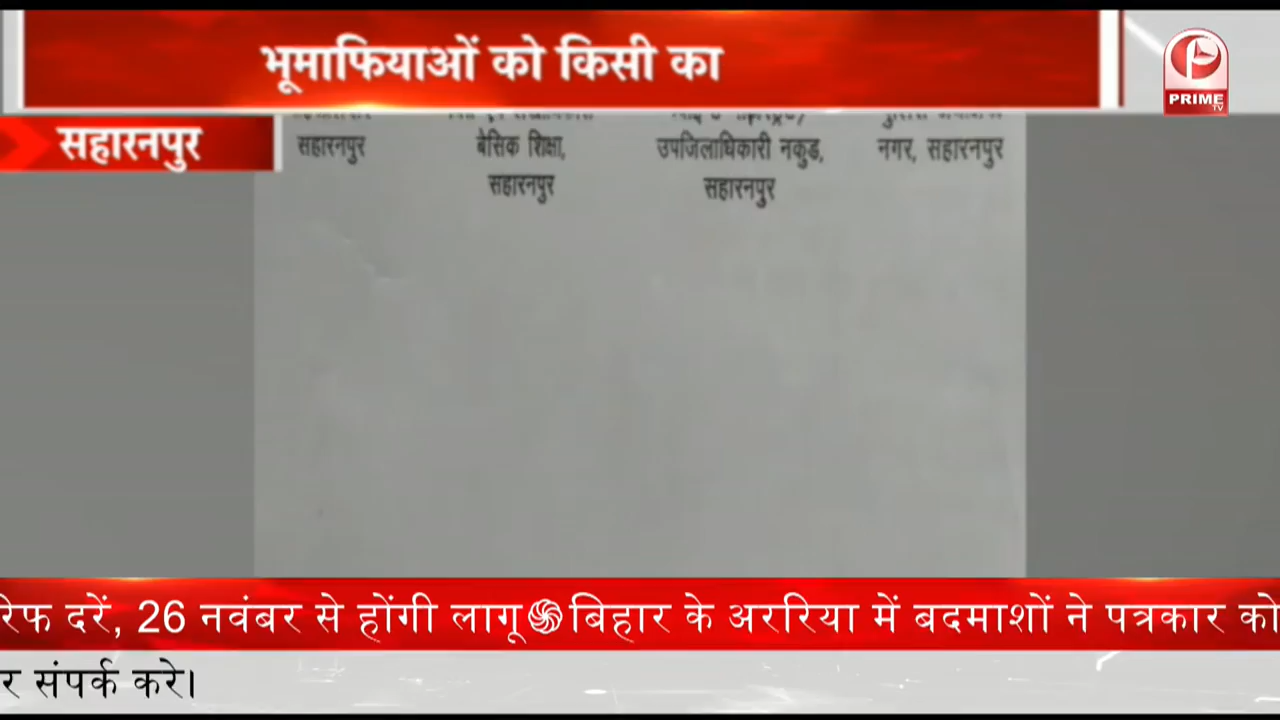 भूमाफियाओं को किसी का
PRIME
TV
सहारनपुर
सहारनपुर
बैसिक शिक्षा,
सहारनपुर
उपजिलाधिकारी नकुड,
सहारनपुर
नगर, सहारनपुर
रिफ दरें, 26 नवंबर से होंगी लागू बिहार के अररिया में बदमाशों ने पत्रकार को
र संपर्क करे।